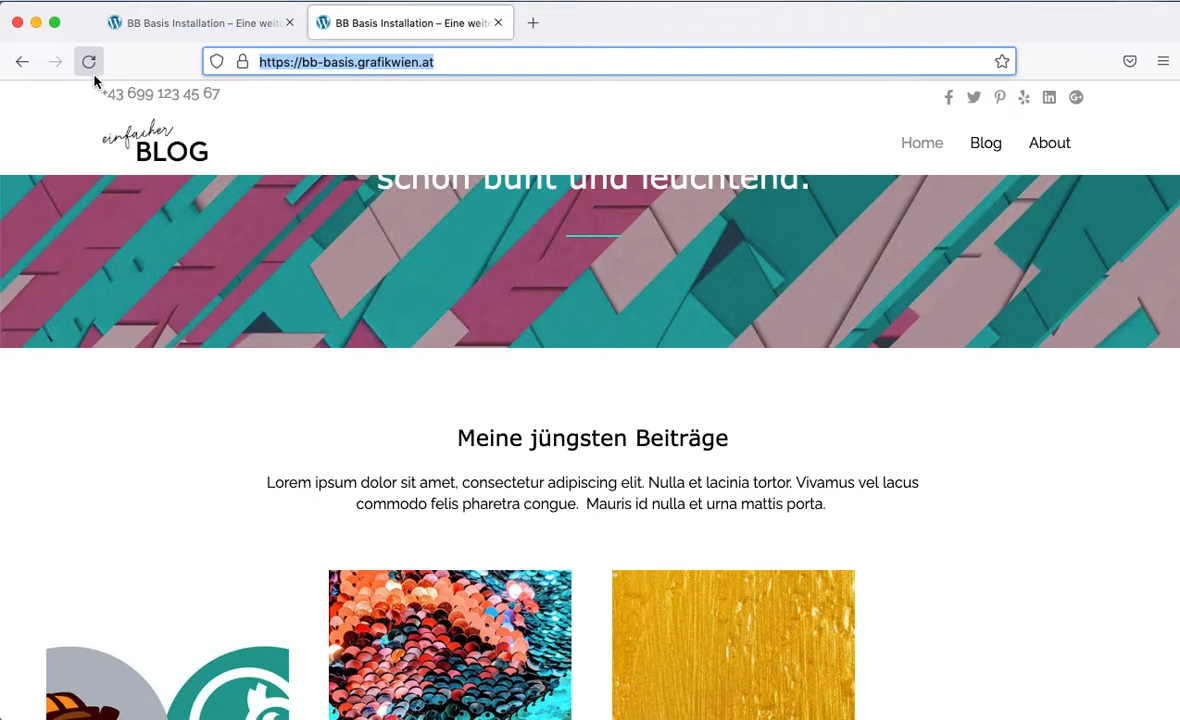 BB Basis Installation – Eine weite
BB Basis Installation – Eine weite
https://bb-basis.grafikwien.at
+43 699 123 45 67
einfacher
BLOG
Home
Blog
About
schön bunt und leuchtend.
Meine jüngsten Beiträge
Lorem ipsum dolor sit amet, consectetur adipiscing elit. Nulla et lacinia tortor. Vivamus vel lacus
commodo felis pharetra congue.  Mauris id nulla et urna mattis porta.